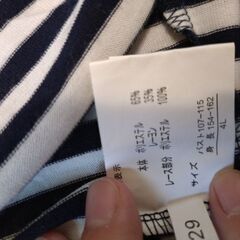 表示
本体 ポリエステル 65%
レーヨン 35%
レース部分 ポリエステル 100%
サイズ
バスト107-115
身長154-162
4L
29